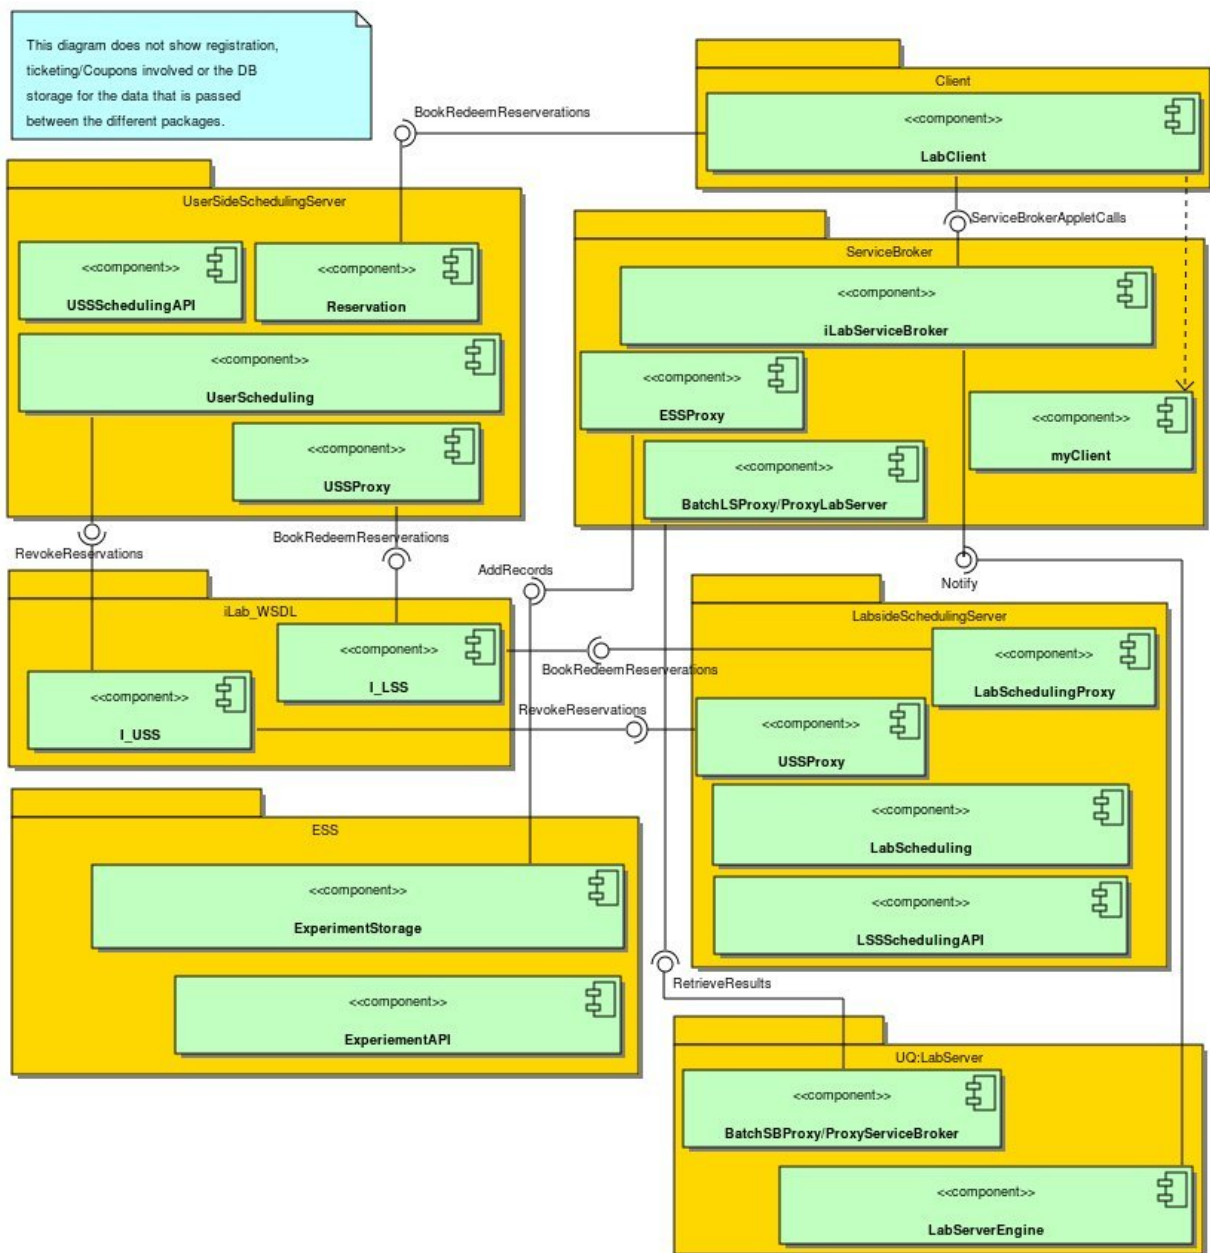 This diagram does not show registration,
ticketing/Coupons involved or the DB
storage for the data that is passed
between the different packages.
Client
<<component>>
LabClient
BookRedeemReserverations
ServiceBrokerAppletCalls
UserSideSchedulingServer
<<component>>
USSSchedulingAPI
<<component>>
Reservation
<<component>>
UserScheduling
<<component>>
USSProxy
ServiceBroker
<<component>>
iLabServiceBroker
<<component>>
ESSProxy
<<component>>
myClient
<<component>>
BatchLSProxy/ProxyLabServer
RevokeReservations
BookRedeemReserverations
AddRecords
Notify
iLab_WSDL
<<component>>
I_LSS
<<component>>
I_USS
BookRedeemReserverations
RevokeReservations
LabsideSchedulingServer
<<component>>
LabSchedulingProxy
<<component>>
USSProxy
<<component>>
LabScheduling
<<component>>
LSSSchedulingAPI
ESS
<<component>>
ExperimentStorage
<<component>>
ExperiementAPI
RetrieveResults
UQ:LabServer
<<component>>
BatchSBProxy/ProxyServiceBroker
<<component>>
LabServerEngine